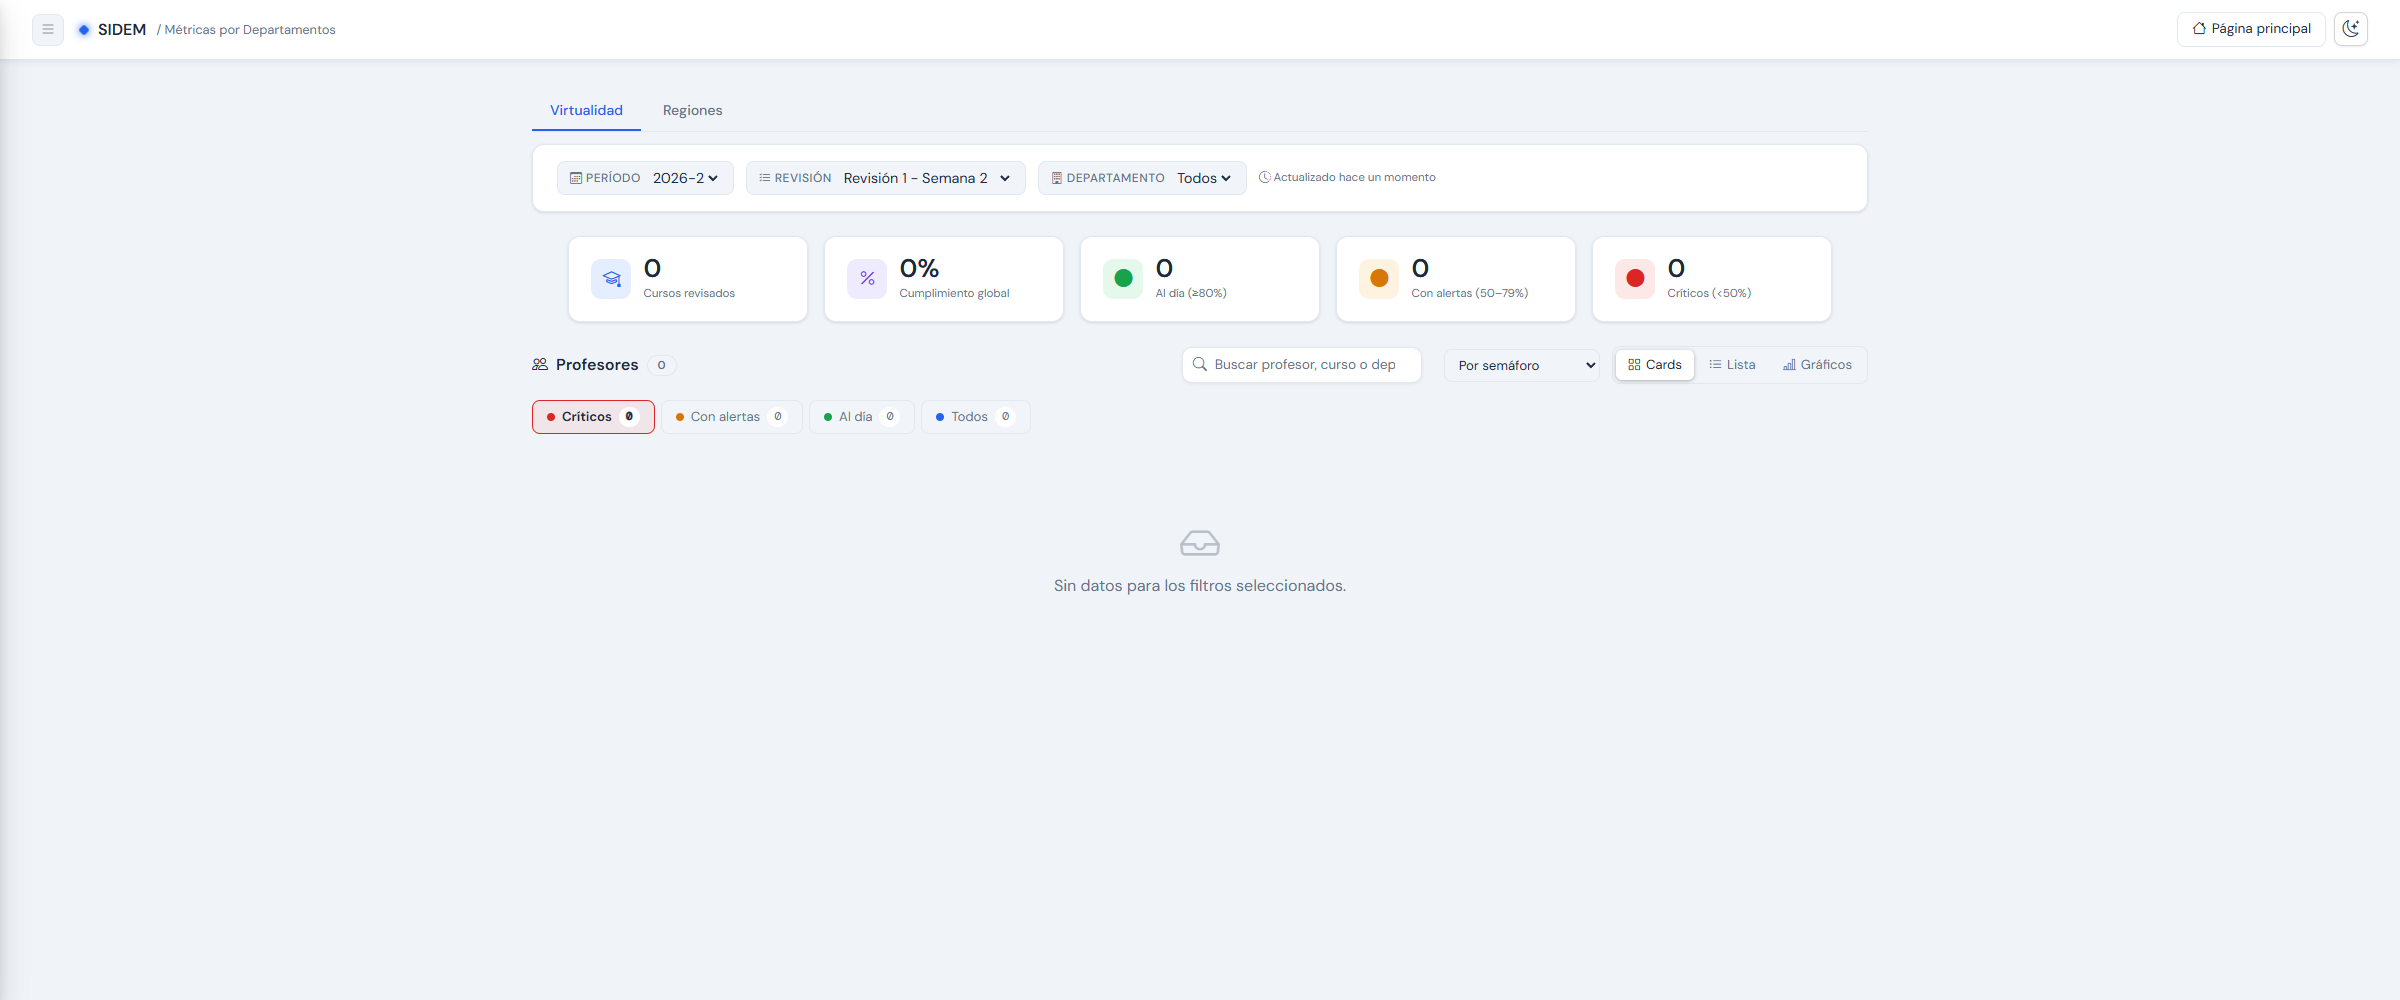 SIDEM / Métricas por Departamentos
Página principal
Virtualidad Regiones
PERÍODO 2026-2 REVISIÓN Revisión 1 - Semana 2 DEPARTAMENTO Todos Actualizado hace un momento
0
Cursos revisados
%
0%
Cumplimiento global
0
Al día (≥80%)
0
Con alertas (50–79%)
0
Críticos (<50%)
Profesores 0
Buscar profesor, curso o dep
Por semáforo
Cards Lista Gráficos
Críticos 0 Con alertas 0 Al día 0 Todos 0
Sin datos para los filtros seleccionados.